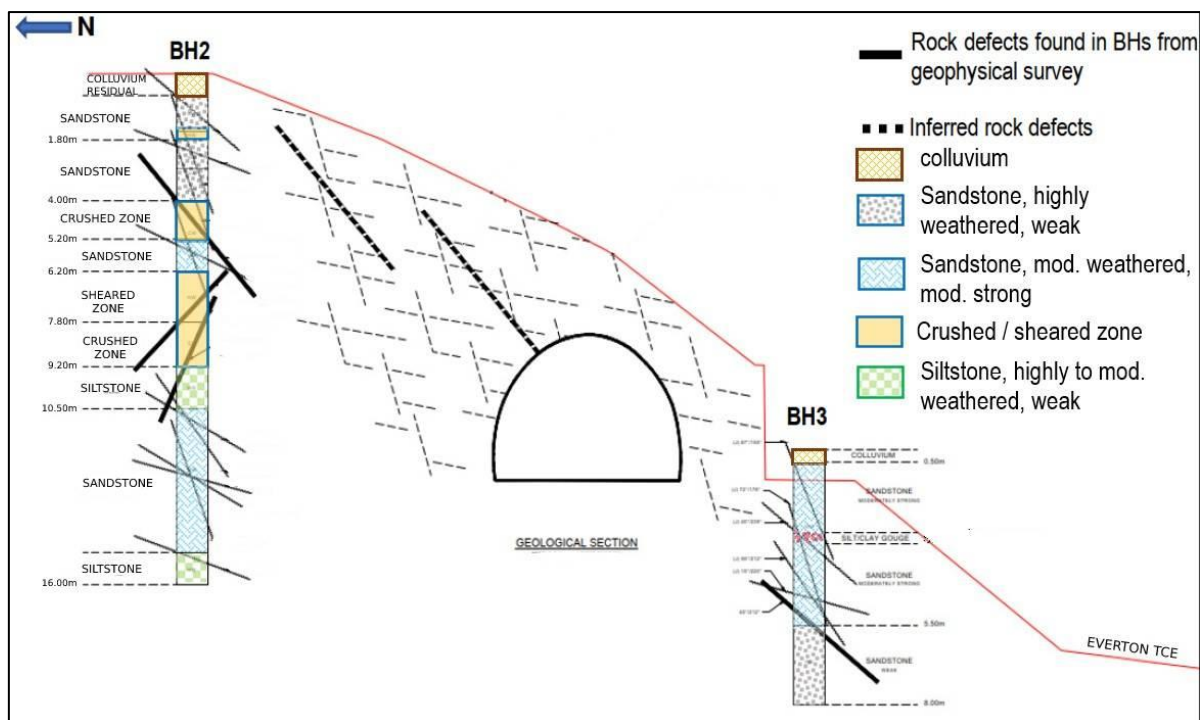 N
BH2
COLLUVIUM
RESIDUAL
SANDSTONE
1.80m
SANDSTONE
4.00m
CRUSHED ZONE
5.20m
SANDSTONE
6.20m
SHEARED
ZONE
7.80m
CRUSHED
ZONE
9.20m
SILTSTONE
10.50m
SANDSTONE
SILTSTONE
16.00m
GEOLOGICAL SECTION
BH3
COLLUVIUM
0.50m
SANDSTONE
MODERATELY STRONG
SILT/CLAY GOUGE
SANDSTONE
MODERATELY STRONG
5.50m
SANDSTONE
WEAK
8.00m
EVERTON TCE
Rock defects found in BHs from
geophysical survey
Inferred rock defects
colluvium
Sandstone, highly
weathered, weak
Sandstone, mod. weathered,
mod. strong
Crushed / sheared zone
Siltstone, highly to mod.
weathered, weak